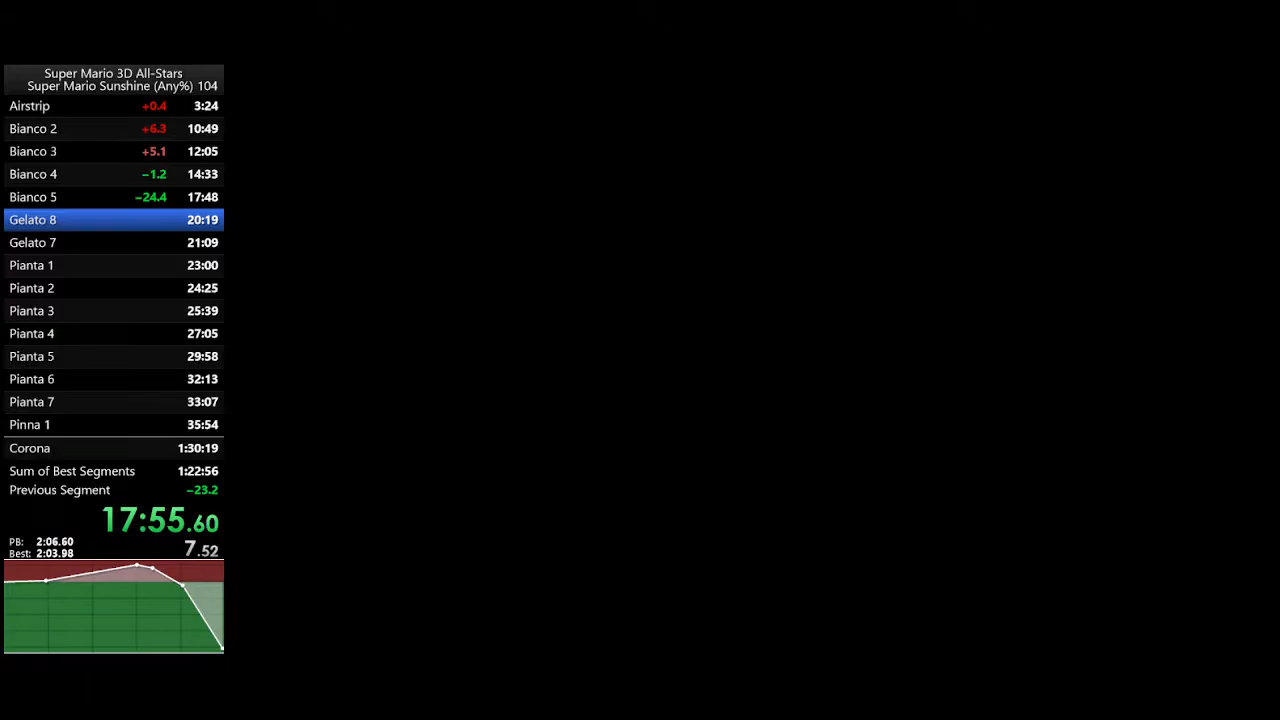 Super Mario 3D All-Stars
Super Mario Sunshine (Any%) 104
Airstrip +0.4 3:24
Bianco 2 +6.3 10:49
Bianco 3 +5.1 12:05
Bianco 4 −1.2 14:33
Bianco 5 −24.4 17:48
Gelato 8 20:19
Gelato 7 21:09
Pianta 1 23:00
Pianta 2 24:25
Pianta 3 25:39
Pianta 4 27:05
Pianta 5 29:58
Pianta 6 32:13
Pianta 7 33:07
Pinna 1 35:54
Corona 1:30:19
Sum of Best Segments 1:22:56
Previous Segment −23.2
17:55.60
PB: 2:06.60
Best: 2:03.98 7.52